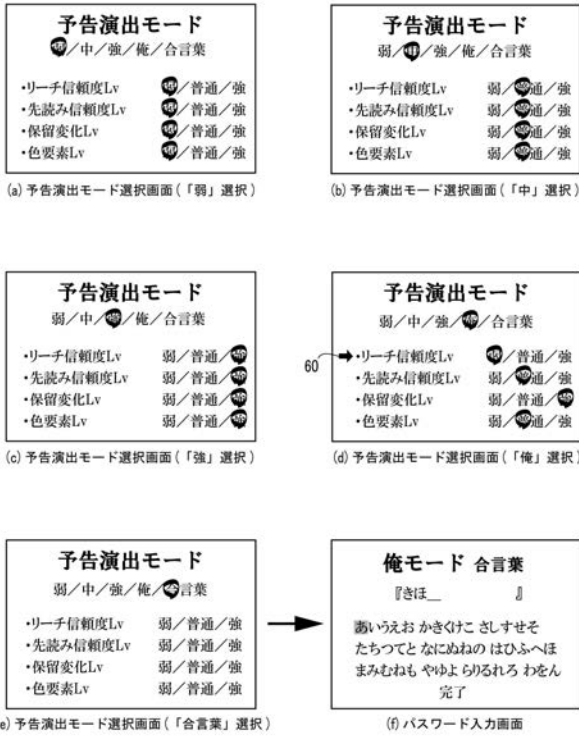 予告演出モード
弱/中/強/俺/合言葉
・リーチ信頼度Lv 弱/普通/強
・先読み信頼度Lv 弱/普通/強
・保留変化Lv 弱/普通/強
・色要素Lv 弱/普通/強
(a) 予告演出モード選択画面(「弱」選択)
予告演出モード
弱/中/強/俺/合言葉
・リーチ信頼度Lv 弱/普通/強
・先読み信頼度Lv 弱/普通/強
・保留変化Lv 弱/普通/強
・色要素Lv 弱/普通/強
(b) 予告演出モード選択画面(「中」選択)
予告演出モード
弱/中/強/俺/合言葉
・リーチ信頼度Lv 弱/普通/強
・先読み信頼度Lv 弱/普通/強
・保留変化Lv 弱/普通/強
・色要素Lv 弱/普通/強
(c) 予告演出モード選択画面(「強」選択)
予告演出モード
弱/中/強/俺/合言葉
60
・リーチ信頼度Lv 弱/普通/強
・先読み信頼度Lv 弱/普通/強
・保留変化Lv 弱/普通/強
・色要素Lv 弱/普通/強
(d) 予告演出モード選択画面(「俺」選択)
予告演出モード
弱/中/強/俺/合言葉
・リーチ信頼度Lv 弱/普通/強
・先読み信頼度Lv 弱/普通/強
・保留変化Lv 弱/普通/強
・色要素Lv 弱/普通/強
e) 予告演出モード選択画面(「合言葉」選択)
俺モード 合言葉
『きほ_ 』
あいうえお かきくけこ さしすせそ
たちつてと なにぬねの はひふへほ
まみむねも やゆよ らりるれろ わをん
完了
(f) パスワード入力画面